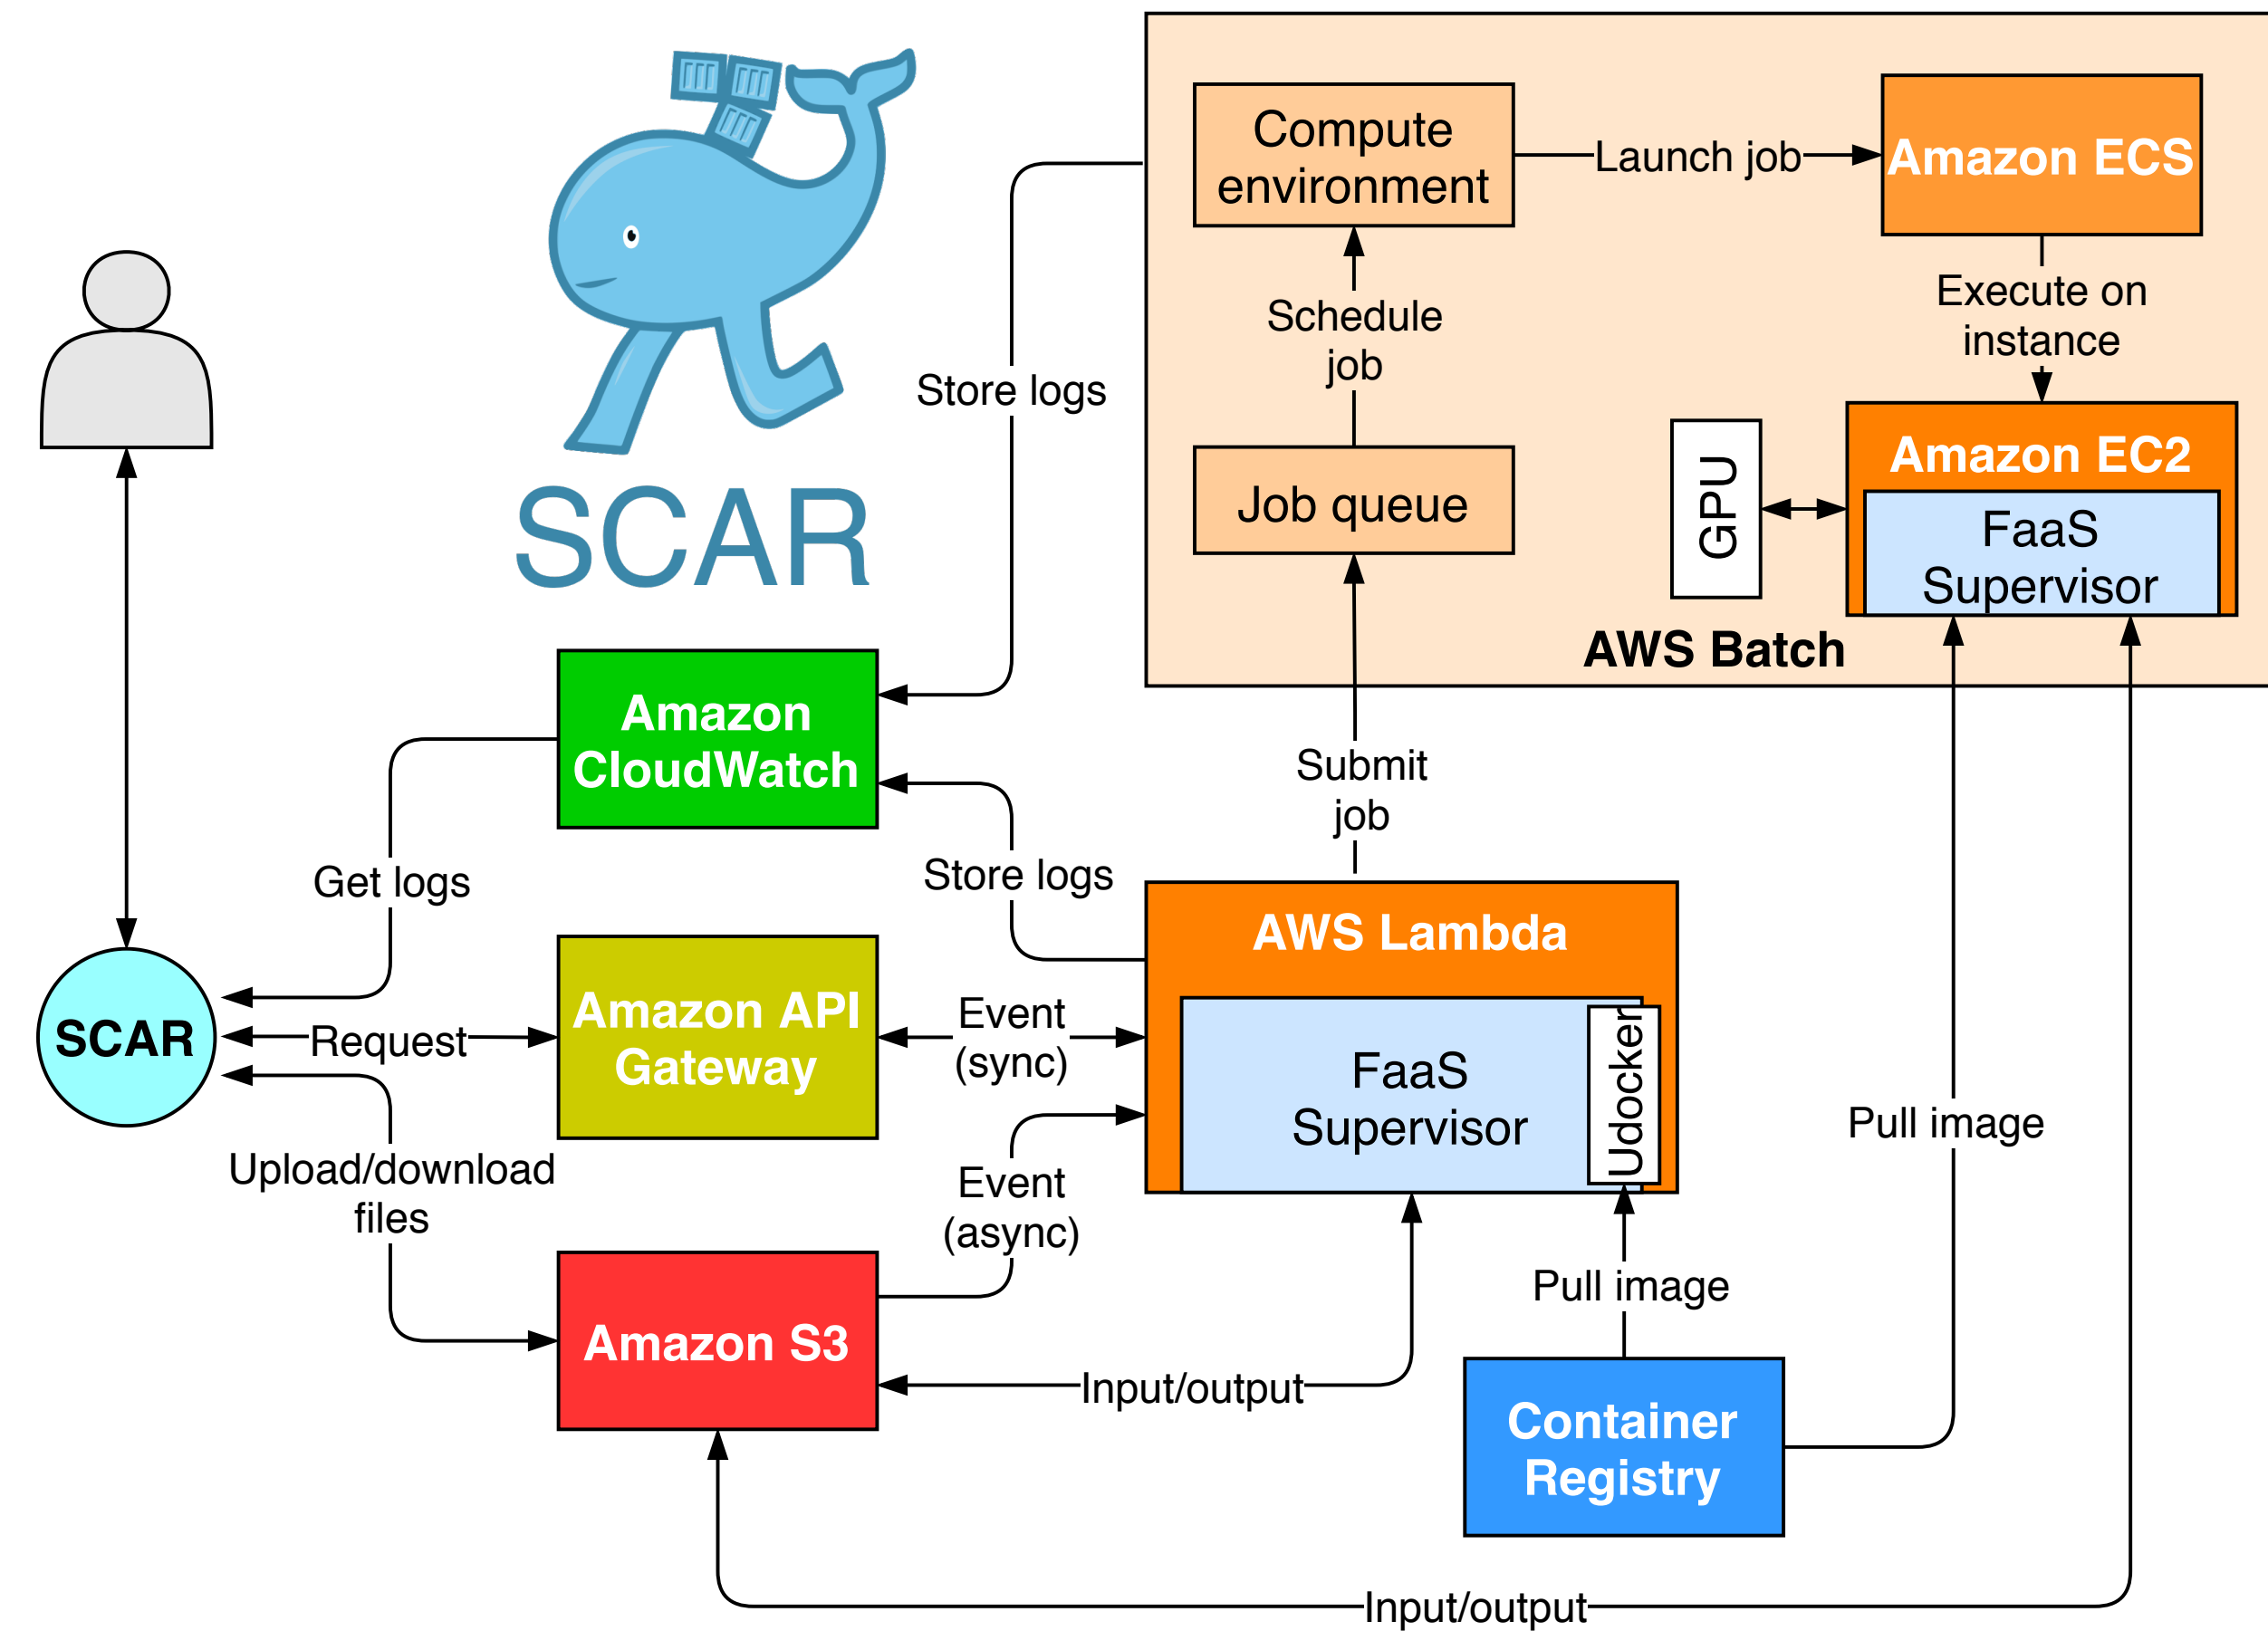 Compute
environment
Launch job
Amazon ECS
Schedule
job
Execute on
instance
Store logs
Job queue
GPU
Amazon EC2
FaaS
Supervisor
AWS Batch
SCAR
Amazon
CloudWatch
Submit
job
Get logs
Store logs
AWS Lambda
SCAR
Request
Amazon API
Gateway
Event
(sync)
FaaS
Supervisor
Udocker
Pull image
Upload/download
files
Event
(async)
Pull image
Amazon S3
Input/output
Container
Registry
Input/output